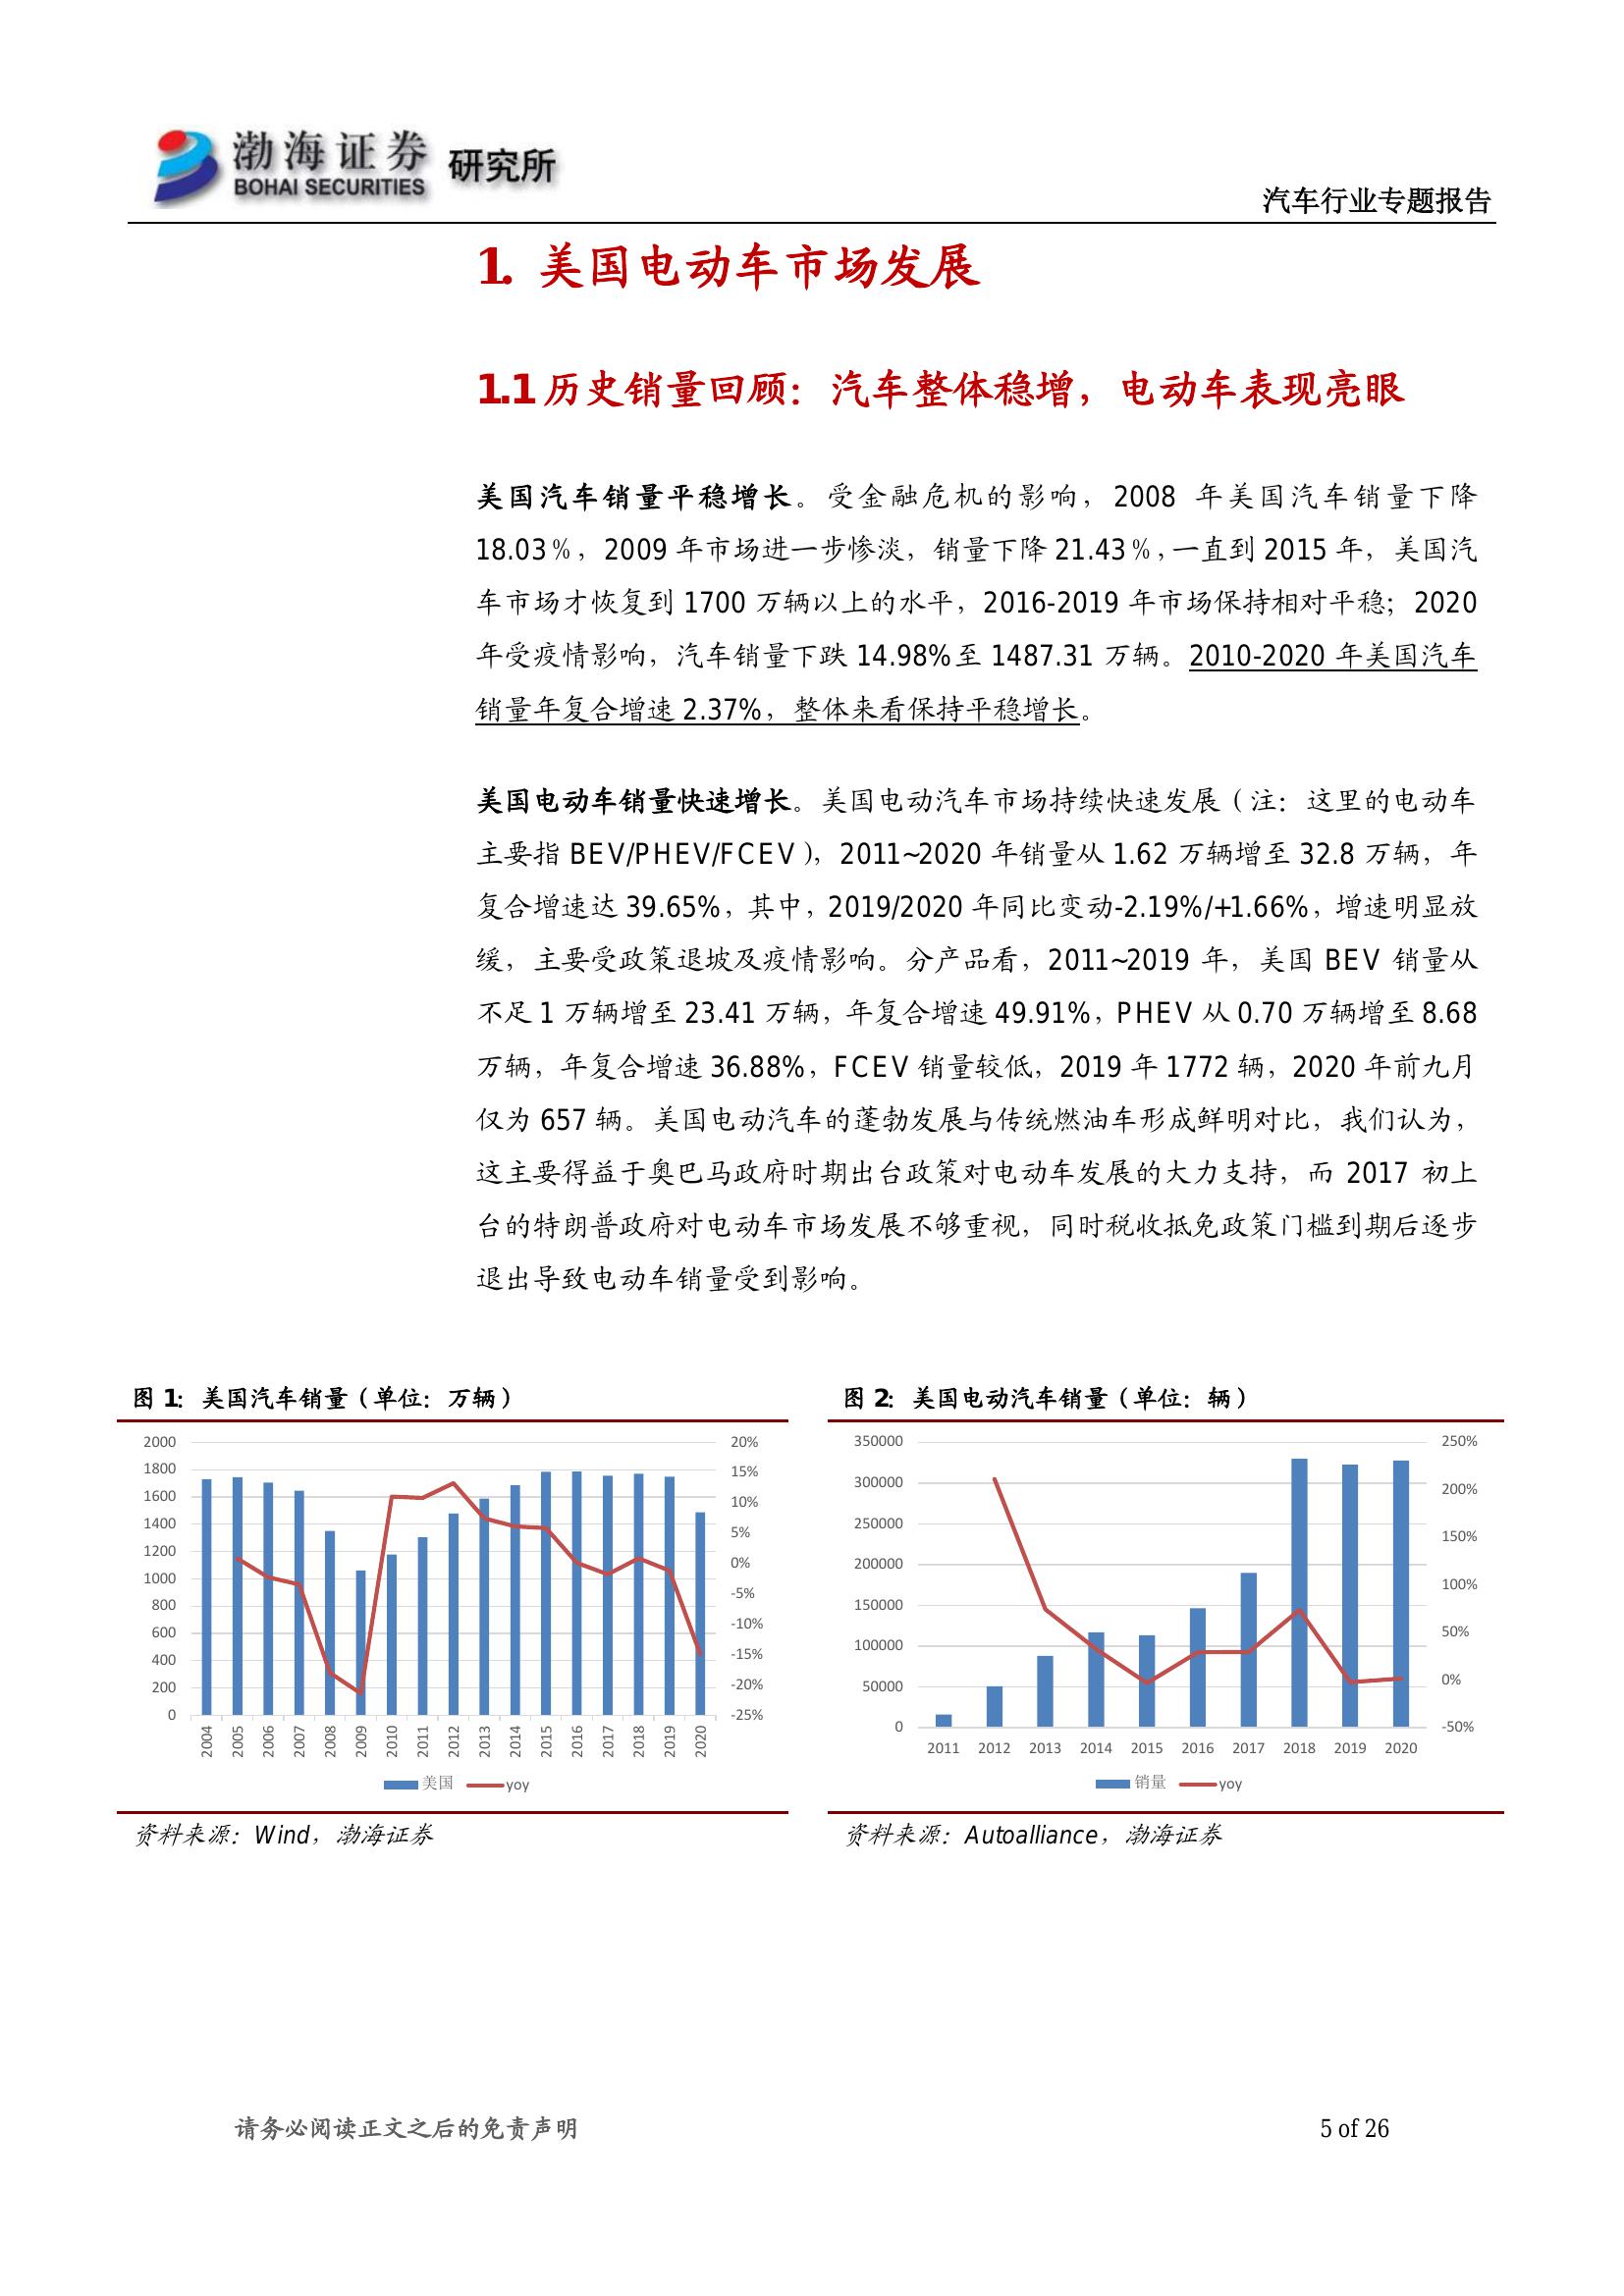 渤海证券 研究所
BOHAI SECURITIES
汽车行业专题报告
1. 美国电动车市场发展
1.1 历史销量回顾：汽车整体稳增，电动车表现亮眼
美国汽车销量平稳增长。受金融危机的影响，2008 年美国汽车销量下降
18.03%，2009 年市场进一步惨淡，销量下降 21.43%，一直到 2015 年，美国汽
车市场才恢复到 1700 万辆以上的水平，2016-2019 年市场保持相对平稳；2020
年受疫情影响，汽车销量下跌 14.98%至 1487.31 万辆。2010-2020 年美国汽车
销量年复合增速 2.37%，整体来看保持平稳增长。
美国电动车销量快速增长。美国电动汽车市场持续快速发展（注：这里的电动车
主要指 BEV/PHEV/FCEV），2011~2020 年销量从 1.62 万辆增至 32.8 万辆，年
复合增速达 39.65%，其中，2019/2020 年同比变动-2.19%/+1.66%，增速明显放
缓，主要受政策退坡及疫情影响。分产品看，2011~2019 年，美国 BEV 销量从
不足 1 万辆增至 23.41 万辆，年复合增速 49.91%，PHEV 从 0.70 万辆增至 8.68
万辆，年复合增速 36.88%，FCEV 销量较低，2019 年 1772 辆，2020 年前九月
仅为 657 辆。美国电动汽车的蓬勃发展与传统燃油车形成鲜明对比，我们认为，
这主要得益于奥巴马政府时期出台政策对电动车发展的大力支持，而 2017 初上
台的特朗普政府对电动车市场发展不够重视，同时税收抵免政策门槛到期后逐步
退出导致电动车销量受到影响。
图 1：美国汽车销量（单位：万辆）
2000
1800
1600
1400
1200
1000
800
600
400
200
0
20%
15%
10%
5%
0%
-5%
-10%
-15%
-20%
-25%
2004 2005 2006 2007 2008 2009 2010 2011 2012 2013 2014 2015 2016 2017 2018 2019 2020
美国 yoy
资料来源：Wind，渤海证券
图 2：美国电动汽车销量（单位：辆）
350000
300000
250000
200000
150000
100000
50000
0
250%
200%
150%
100%
50%
0%
-50%
2011 2012 2013 2014 2015 2016 2017 2018 2019 2020
销量 yoy
资料来源：Autoalliance，渤海证券
请务必阅读正文之后的免责声明
5 of 26